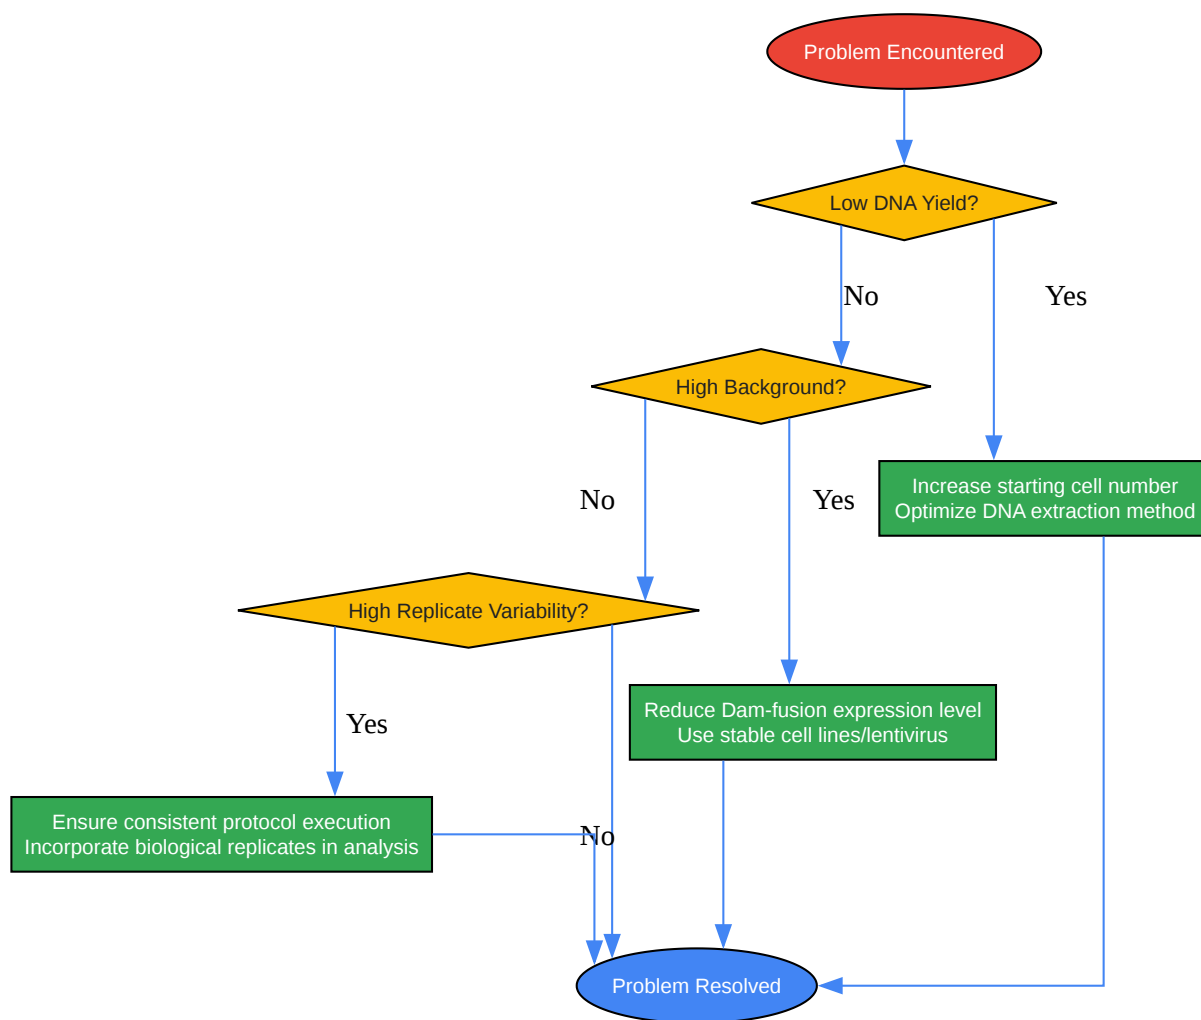 Problem Encountered
Low DNA Yield?
No
Yes
High Background?
No
Yes
Increase starting cell number
Optimize DNA extraction method
High Replicate Variability?
Yes
Reduce Dam-fusion expression level
Use stable cell lines/lentivirus
Ensure consistent protocol execution
Incorporate biological replicates in analysis
No
Problem Resolved